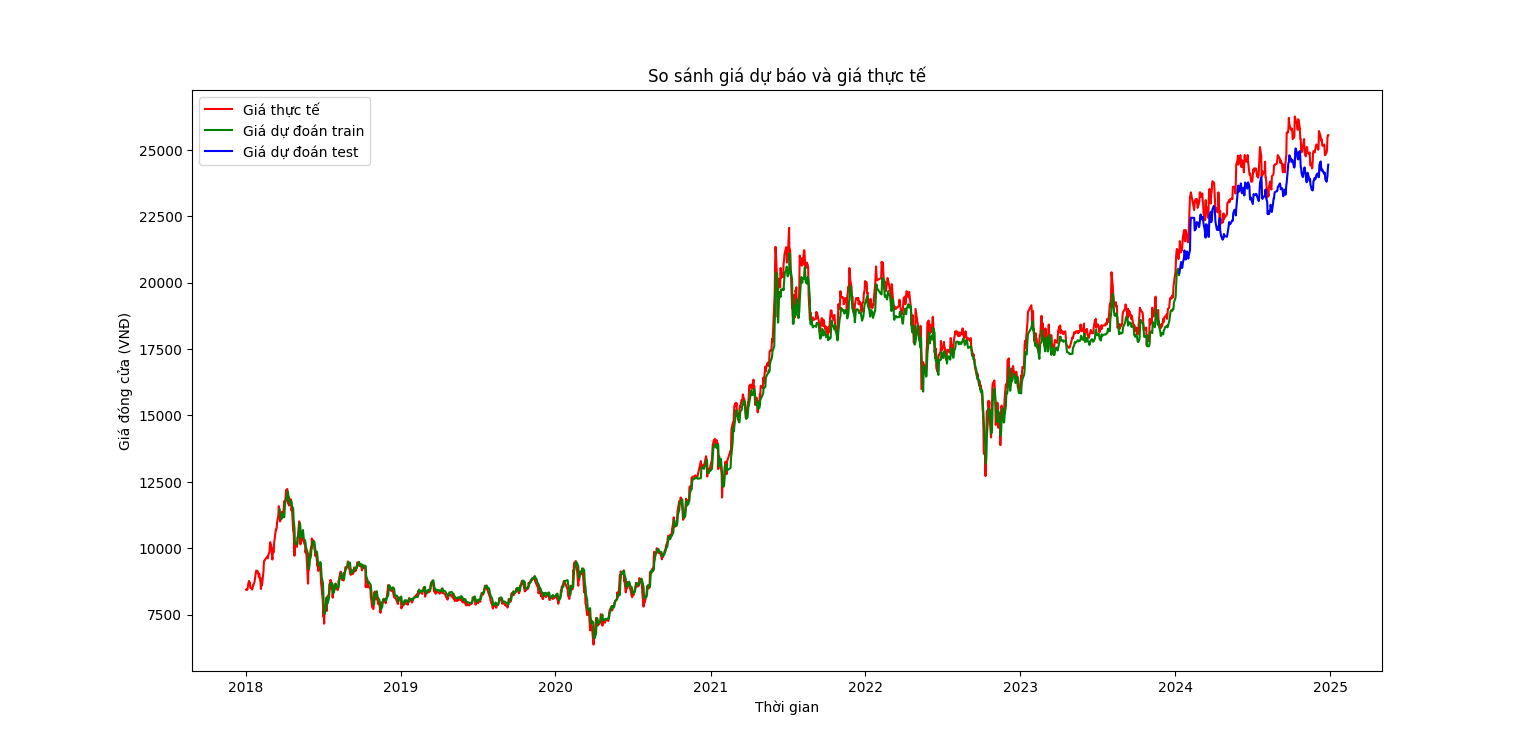 So sánh giá dự báo và giá thực tế
Giá thực tế
Giá dự đoán train
Giá dự đoán test
Giá đóng cửa (VNĐ)
25000
22500
20000
17500
15000
12500
10000
7500
2018 2019 2020 2021 2022 2023 2024 2025
Thời gian